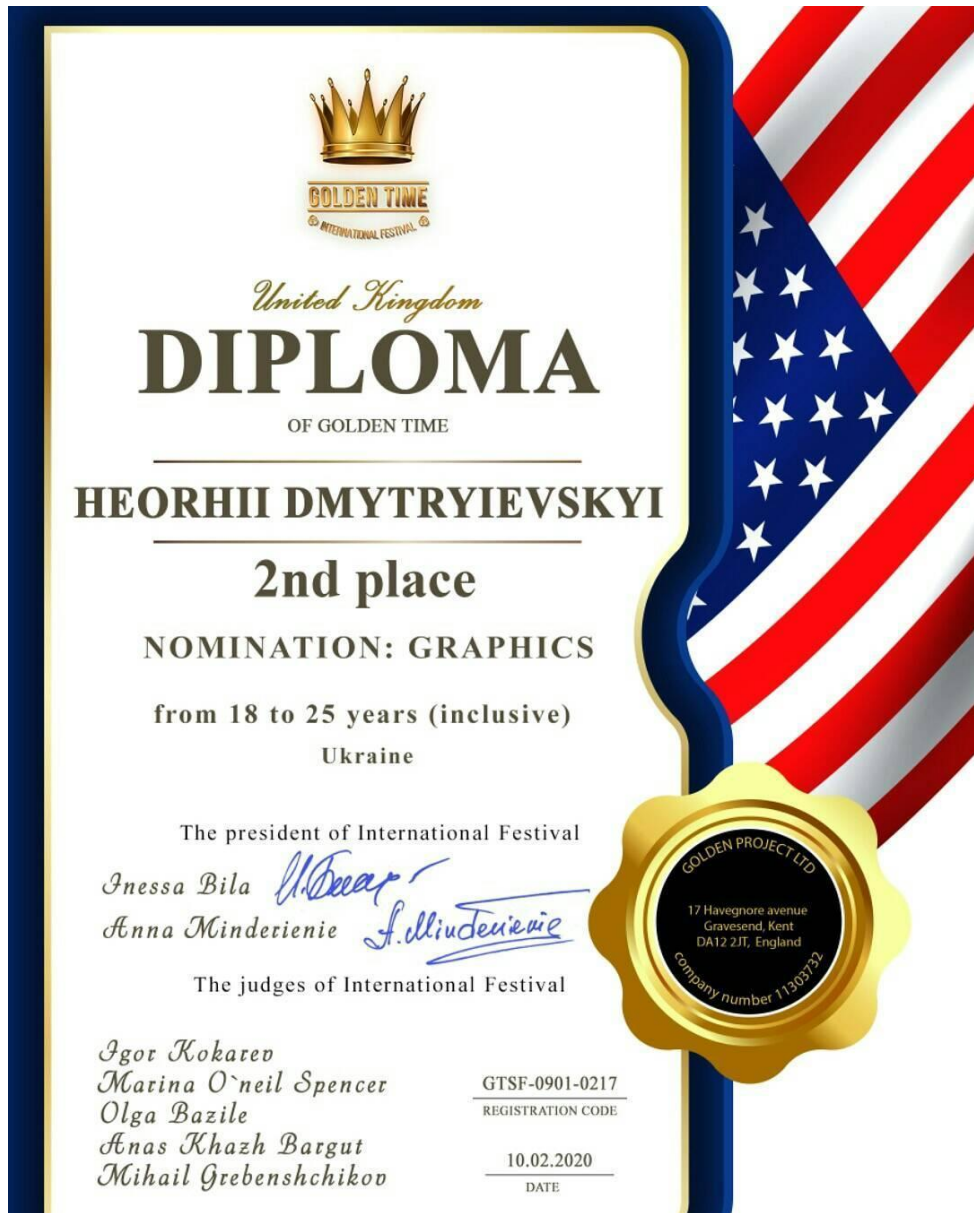 GOLDEN TIME
INTERNATIONAL FESTIVAL
United Kingdom
DIPLOMA
OF GOLDEN TIME
HEORHII DMYTRYIEVSKYI
2nd place
NOMINATION: GRAPHICS
from 18 to 25 years (inclusive)
Ukraine
The president of International Festival
Inessa Bila
Anna Minderienie A. Minderienie
The judges of International Festival
Igor Kokarev
Marina O`neil Spencer
Olga Bazile
Anas Khazh Bargut
Mihail Grebenshchikov
GTSF-0901-0217
REGISTRATION CODE
10.02.2020
DATE
GOLDEN PROJECT LTD
17 Havegnore avenue
Gravesend, Kent
DA12 2JT, England
company number 11303732